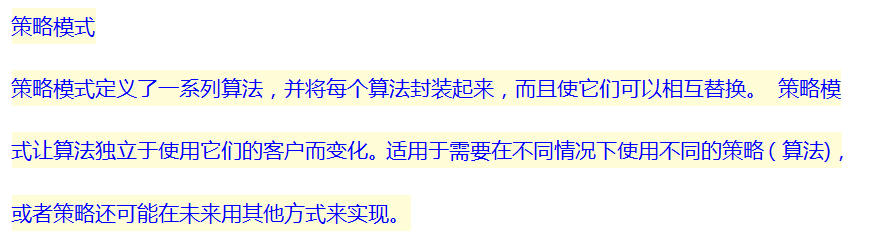 策略模式
策略模式定义了一系列算法，并将每个算法封装起来，而且使它们可以相互替换。 策略模
式让算法独立于使用它们的客户而变化。适用于需要在不同情况下使用不同的策略(算法)，
或者策略还可能在未来用其他方式来实现。